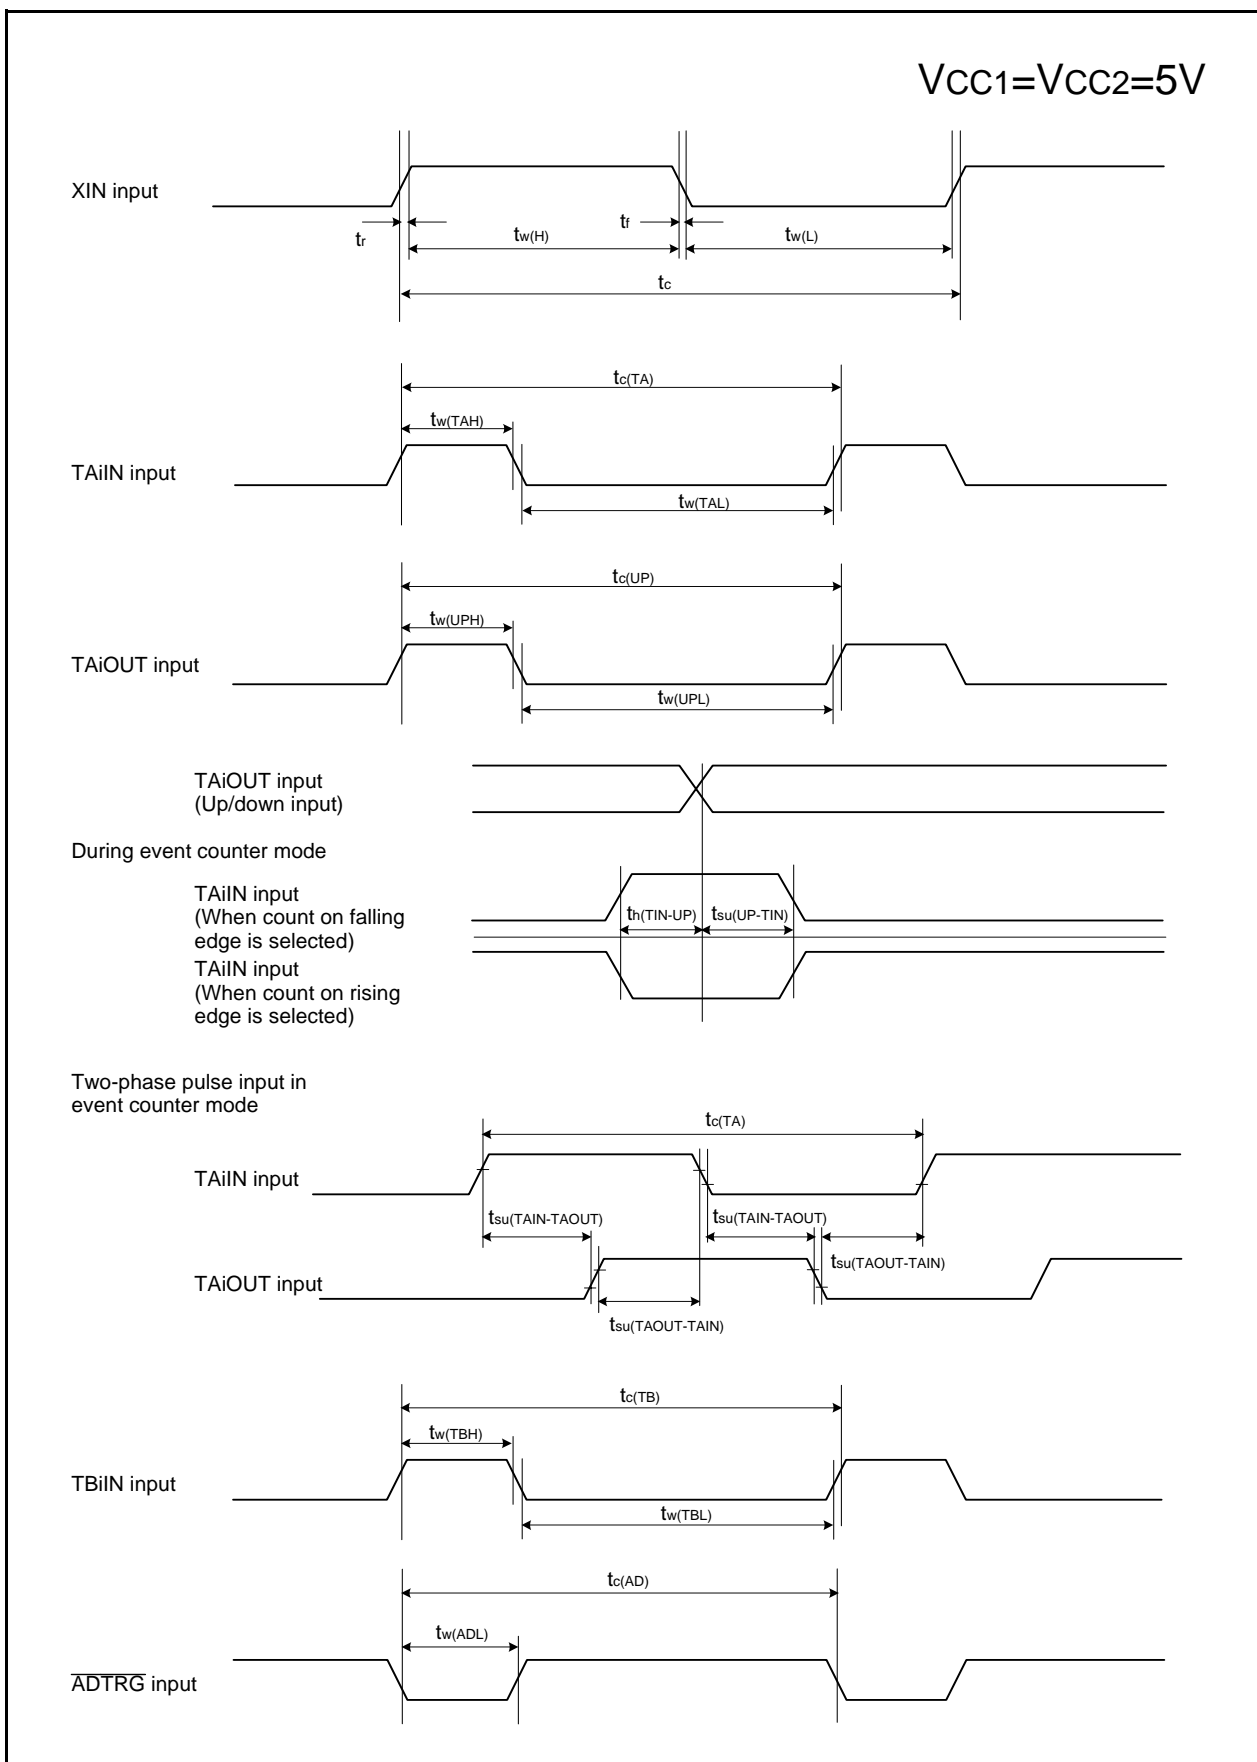 VCC1=VCC2=5V
XIN input
tr
tw(H)
tf
tw(L)
tc
tc(TA)
tw(TAH)
TAiIN input
tw(TAL)
tc(UP)
tw(UPH)
TAiOUT input
tw(UPL)
TAiOUT input
(Up/down input)
During event counter mode
TAiIN input
(When count on falling
edge is selected)
th(TIN-UP)
tsu(UP-TIN)
TAiIN input
(When count on rising
edge is selected)
Two-phase pulse input in
event counter mode
tc(TA)
TAiIN input
tsu(TAIN-TAOUT)
tsu(TAIN-TAOUT)
tsu(TAOUT-TAIN)
TAiOUT input
tsu(TAOUT-TAIN)
tc(TB)
tw(TBH)
TBiIN input
tw(TBL)
tc(AD)
tw(ADL)
ADTRG input